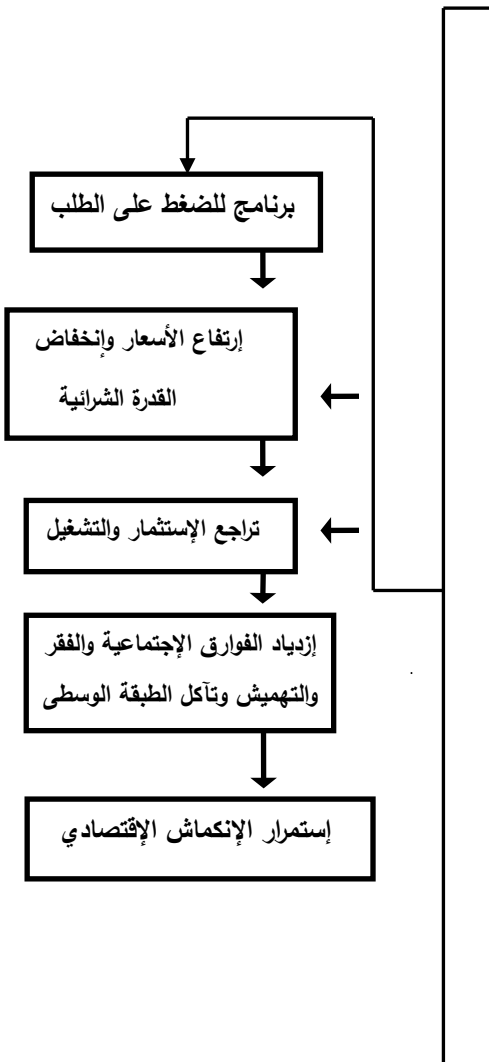 برنامج للضغط على الطلب
إرتفاع الأسعار وإنخفاض
القدرة الشرائية
تراجع الإستثمار والتشغيل
إزدياد الفوارق الإجتماعية والفقر
والتهميش وتآكل الطبقة الوسطى
إستمرار الإنكماش الإقتصادي